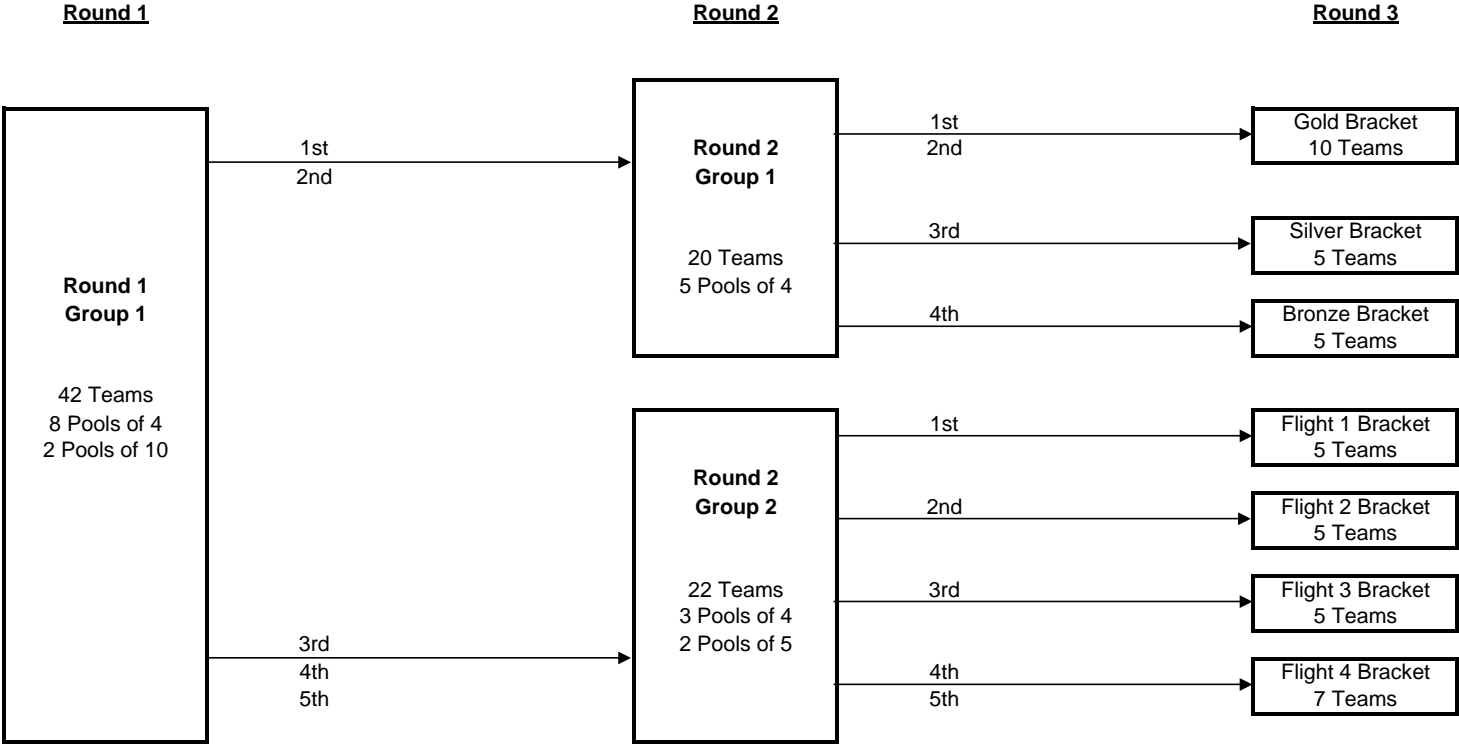 Round 1
Round 2
Round 3
Round 1
Group 1
42 Teams
8 Pools of 4
2 Pools of 10
1st
2nd
3rd
4th
5th
Round 2
Group 1
20 Teams
5 Pools of 4
1st
2nd
3rd
4th
Round 2
Group 2
22 Teams
3 Pools of 4
2 Pools of 5
1st
2nd
3rd
4th
5th
Gold Bracket
10 Teams
Silver Bracket
5 Teams
Bronze Bracket
5 Teams
Flight 1 Bracket
5 Teams
Flight 2 Bracket
5 Teams
Flight 3 Bracket
5 Teams
Flight 4 Bracket
7 Teams